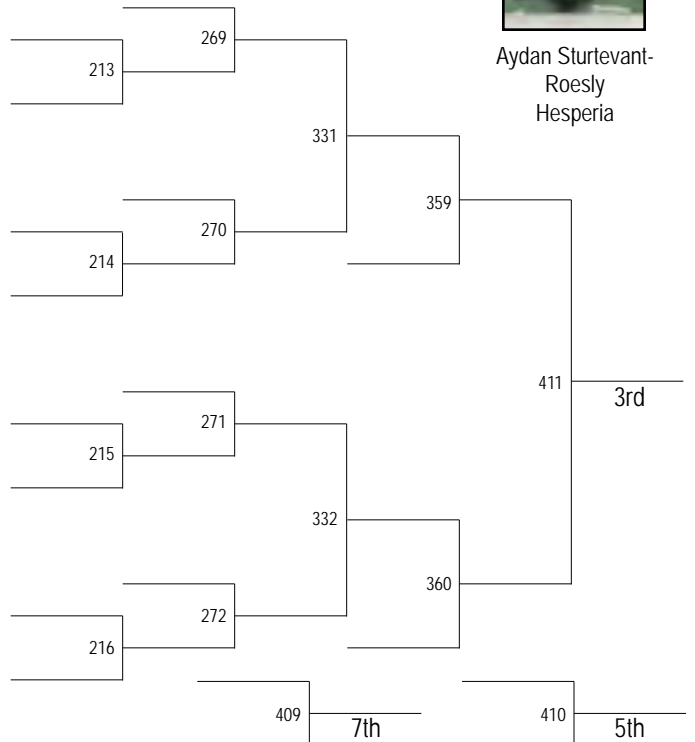 269
213
Aydan Sturtevant-
Roesly
Hesperia
331
359
270
214
411
3rd
271
215
332
360
272
216
409
7th
410
5th